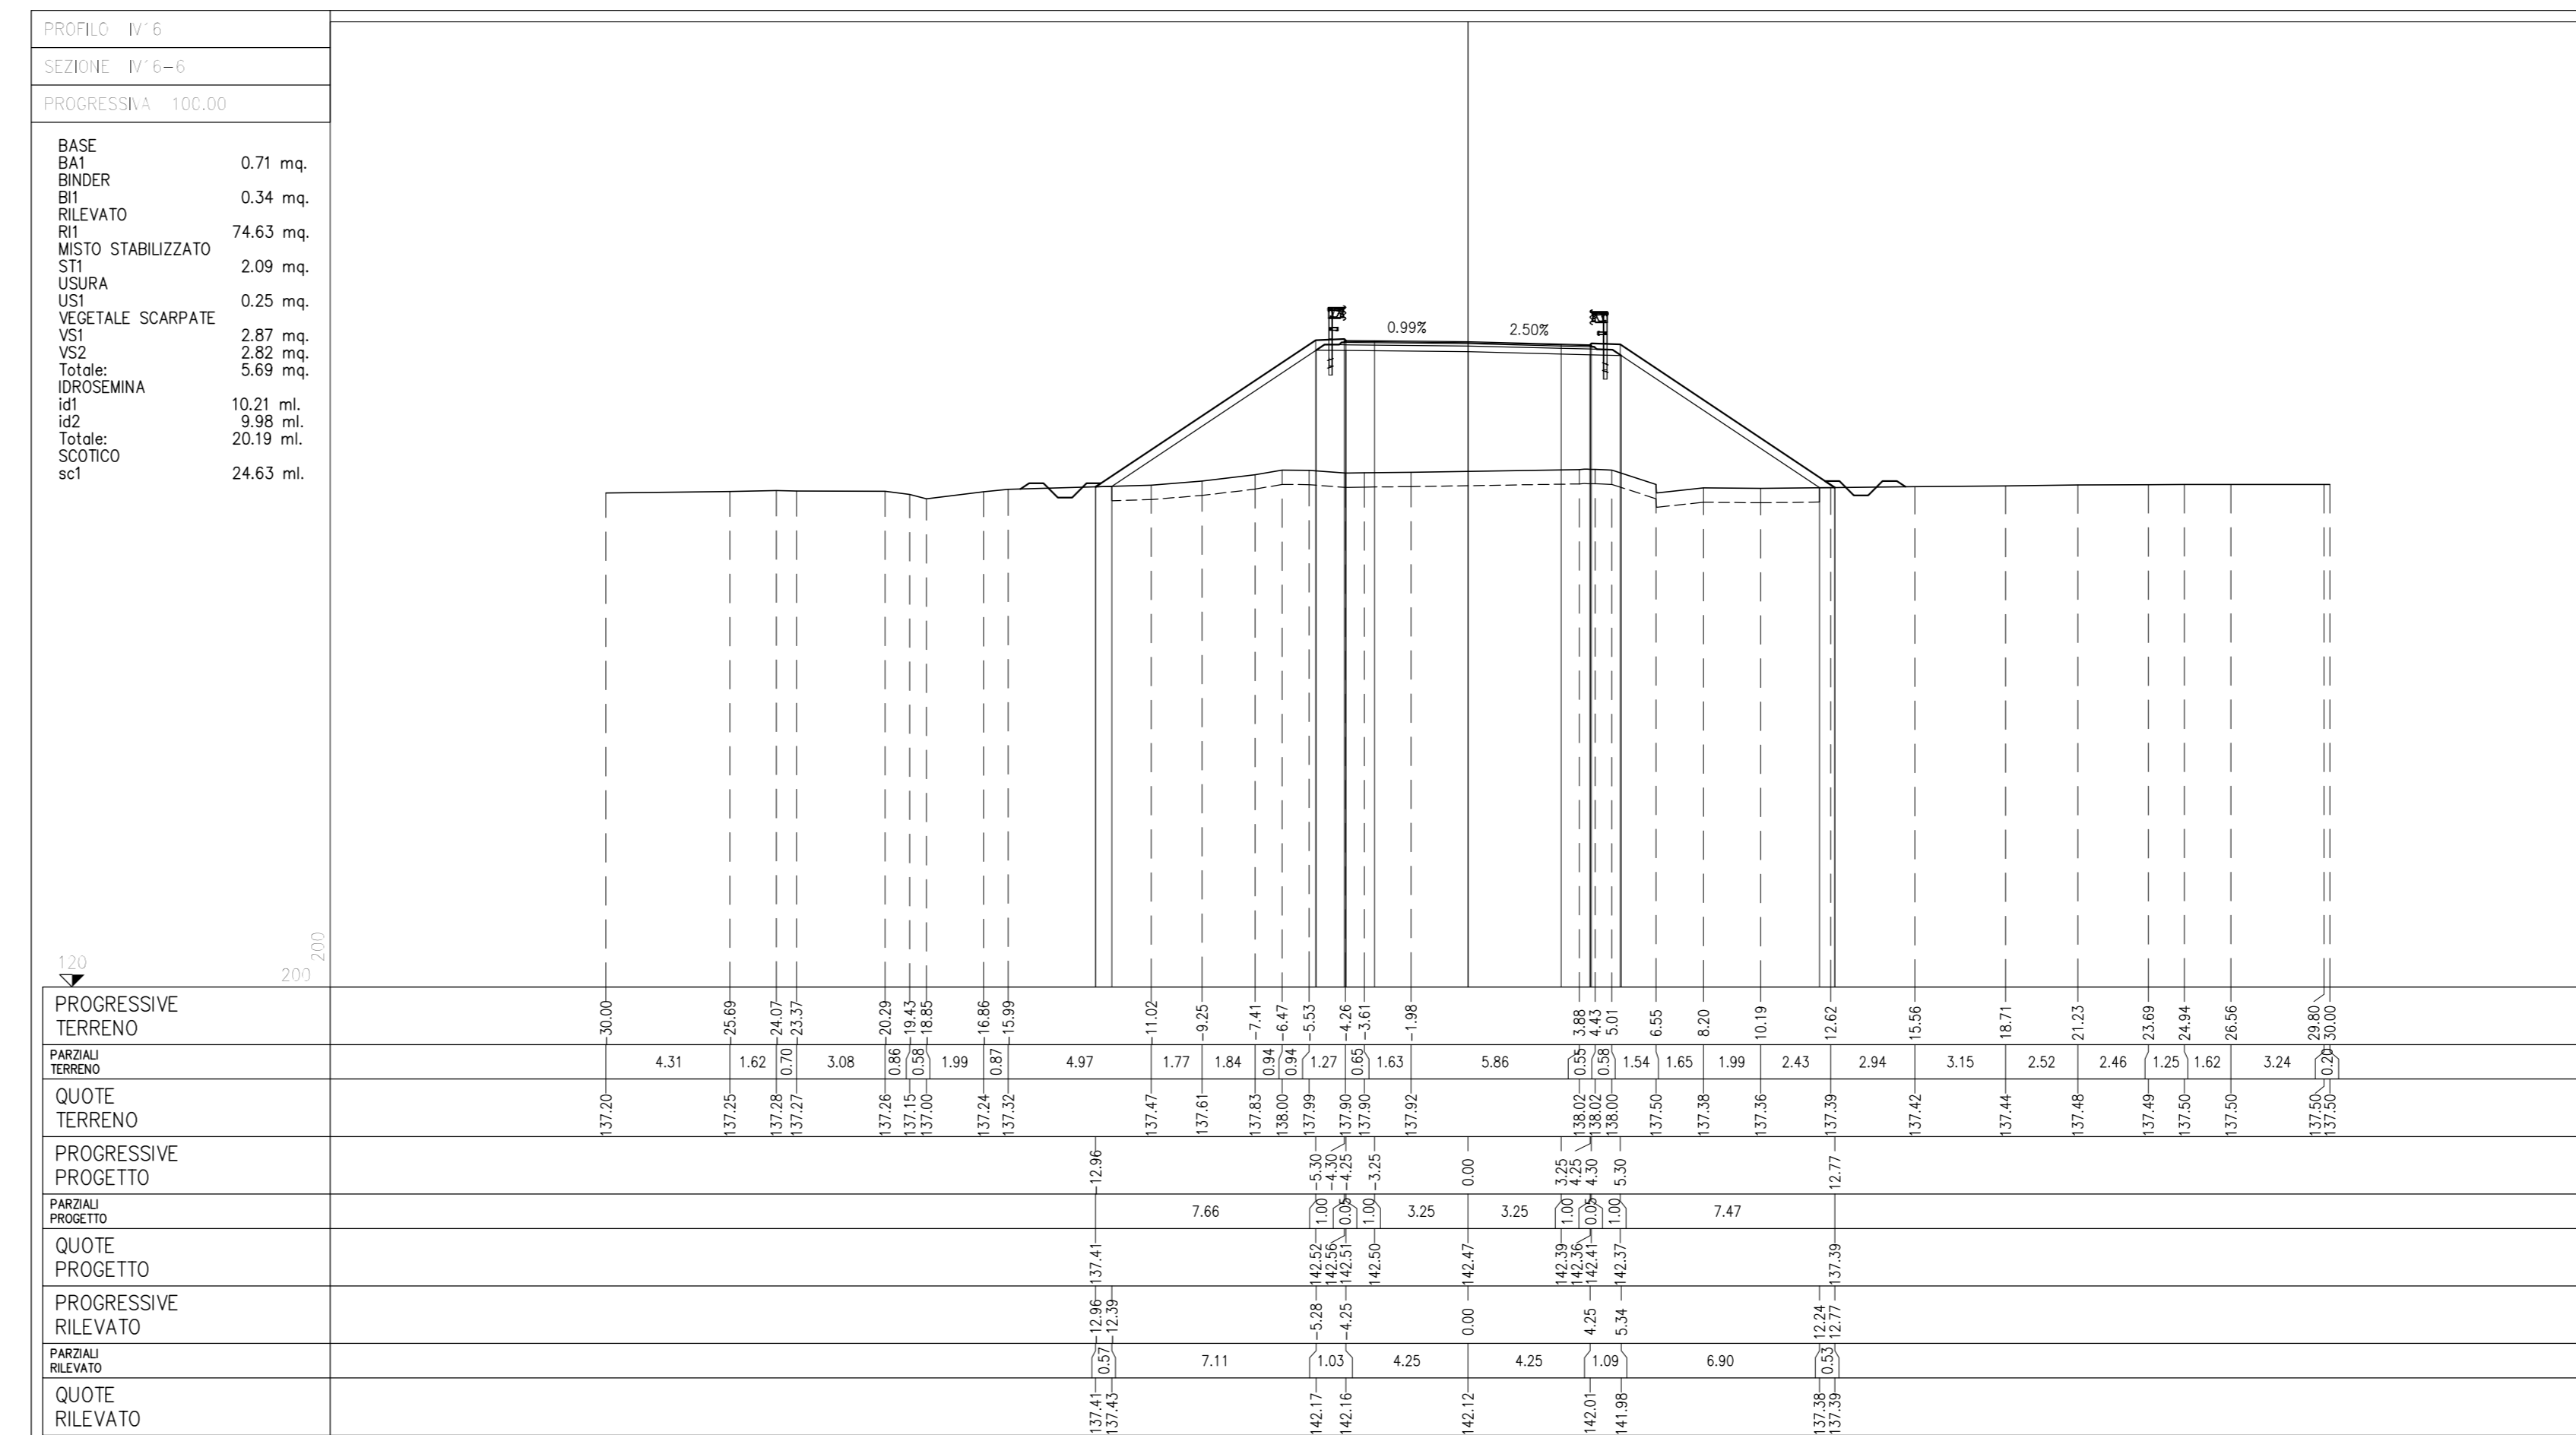 PROFILO IV16
SEZIONE IV16-6
PROGRESSIVA 100.00
BASE
BA1 0.71 mq.
BINDER
BI1 0.34 mq.
RILEVATO
RI1 74.63 mq.
MISTO STABILIZZATO
ST1 2.09 mq.
USURA
US1 0.25 mq.
VEGETALE SCARPATE
VS1 2.87 mq.
VS2 2.82 mq.
Totale: 5.69 mq.
IDROSEMINA
id1 10.21 ml.
id2 9.98 ml.
Totale: 20.19 ml.
SCOTICO
sc1 24.63 ml.
0.99% 2.50%
120 200 200
PROGRESSIVE TERRENO -30.00 -25.69 -24.07 -23.37 -20.29 -19.43 -18.85 -16.86 -15.99 -11.02 -9.25 -7.41 -6.47 -5.53 -4.26 -3.61 -1.98 3.88 4.43 5.01 6.55 8.20 10.19 12.62 15.56 18.71 21.23 23.69 24.94 26.56 29.80 30.00
PARZIALI TERRENO 4.31 1.62 0.70 3.08 0.86 0.58 1.99 0.87 4.97 1.77 1.84 0.94 0.94 1.27 0.65 1.63 5.86 0.55 0.58 1.54 1.65 1.99 2.43 2.94 3.15 2.52 2.46 1.25 1.62 3.24 0.20
QUOTE TERRENO 137.20 137.25 137.28 137.27 137.26 137.15 137.00 137.24 137.32 137.47 137.61 137.83 138.00 137.99 137.90 137.90 137.92 138.02 138.02 138.00 137.50 137.38 137.36 137.39 137.42 137.44 137.48 137.49 137.50 137.50 137.50 137.50
PROGRESSIVE PROGETTO -12.96 -5.30 -4.30 -4.25 -3.25 0.00 3.25 4.25 4.30 5.30 12.77
PARZIALI PROGETTO 7.66 1.00 0.05 1.00 3.25 3.25 1.00 0.05 1.00 7.47
QUOTE PROGETTO 137.41 142.52 142.56 142.51 142.50 142.47 142.39 142.36 142.41 142.37 137.39
PROGRESSIVE RILEVATO -12.96 -12.39 -5.28 -4.25 0.00 4.25 5.34 12.24 12.77
PARZIALI RILEVATO 0.57 7.11 1.03 4.25 4.25 1.09 6.90 0.53
QUOTE RILEVATO 137.41 137.43 142.17 142.16 142.12 142.01 141.98 137.38 137.39